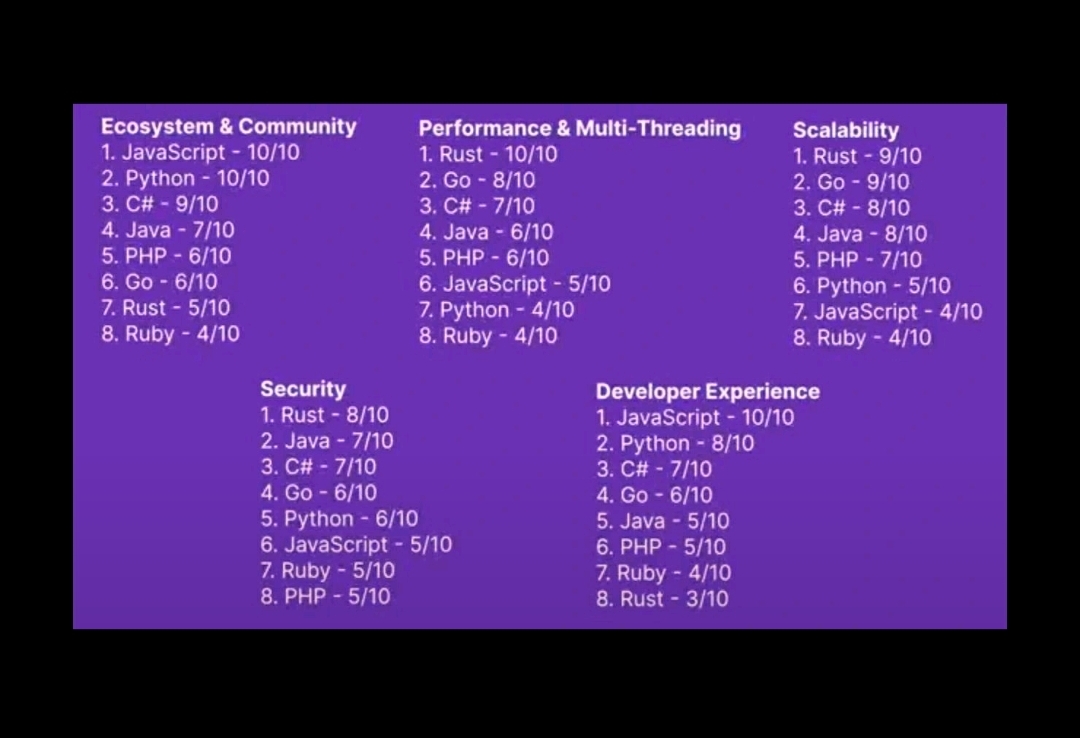 Ecosystem & Community
1. JavaScript - 10/10
2. Python - 10/10
3. C# - 9/10
4. Java - 7/10
5. PHP - 6/10
6. Go - 6/10
7. Rust - 5/10
8. Ruby - 4/10
Performance & Multi-Threading
1. Rust - 10/10
2. Go - 8/10
3. C# - 7/10
4. Java - 6/10
5. PHP - 6/10
6. JavaScript - 5/10
7. Python - 4/10
8. Ruby - 4/10
Scalability
1. Rust - 9/10
2. Go - 9/10
3. C# - 8/10
4. Java - 8/10
5. PHP - 7/10
6. Python - 5/10
7. JavaScript - 4/10
8. Ruby - 4/10
Security
1. Rust - 8/10
2. Java - 7/10
3. C# - 7/10
4. Go - 6/10
5. Python - 6/10
6. JavaScript - 5/10
7. Ruby - 5/10
8. PHP - 5/10
Developer Experience
1. JavaScript - 10/10
2. Python - 8/10
3. C# - 7/10
4. Go - 6/10
5. Java - 5/10
6. PHP - 5/10
7. Ruby - 4/10
8. Rust - 3/10